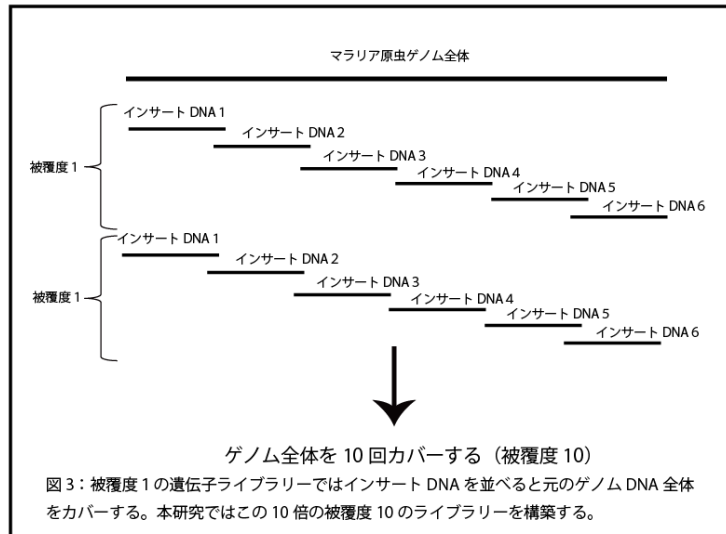 マラリア原虫ゲノム全体
インサート DNA 1
インサート DNA 2
インサート DNA 3
被覆度 1
インサート DNA 4
インサート DNA 5
インサート DNA 6
インサート DNA 1
インサート DNA 2
インサート DNA 3
被覆度 1
インサート DNA 4
インサート DNA 5
インサート DNA 6
ゲノム全体を 10 回カバーする（被覆度 10）
図 3：被覆度 1 の遺伝子ライブラリーではインサート DNA を並べると元のゲノム DNA 全体
をカバーする。本研究ではこの 10 倍の被覆度 10 のライブラリーを構築する。